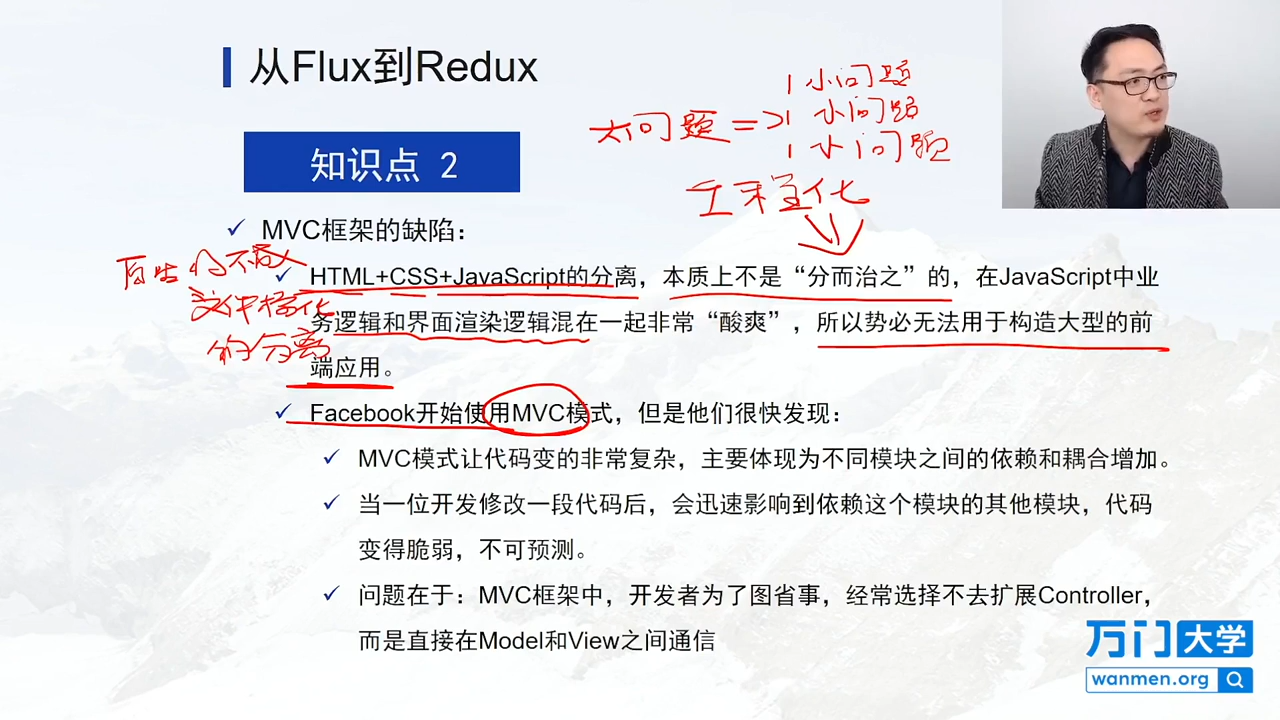 从Flux到Redux
大问题 => 1 小问题
1 小问题
1 小问题
工程化
知识点 2
MVC框架的缺陷：
HTML+CSS+JavaScript的分离，本质上不是“分而治之”的，在JavaScript中业
务逻辑和界面渲染逻辑混在一起非常“酸爽”，所以势必无法用于构造大型的前
端应用。
的分离
Facebook开始使用MVC模式，但是他们很快发现：
MVC模式让代码变的非常复杂，主要体现为不同模块之间的依赖和耦合增加。
当一位开发修改一段代码后，会迅速影响到依赖这个模块的其他模块，代码
变得脆弱，不可预测。
问题在于：MVC框架中，开发者为了图省事，经常选择不去扩展Controller，
而是直接在Model和View之间通信
万门大学
wanmen.org